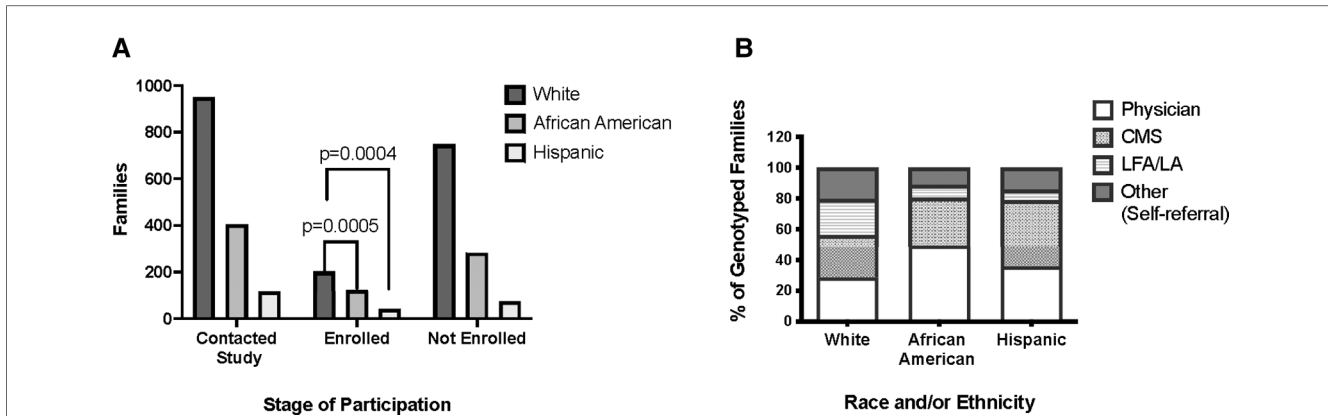 A
1000
800
600
400
200
0
Families
p=0.0004
p=0.0005
White
African American
Hispanic
Contacted
Study
Enrolled
Not Enrolled
Stage of Participation
B
120
100
80
60
40
20
0
% of Genotyped Families
Physician
CMS
LFA/LA
Other
(Self-referral)
White
African
American
Hispanic
Race and/or Ethnicity